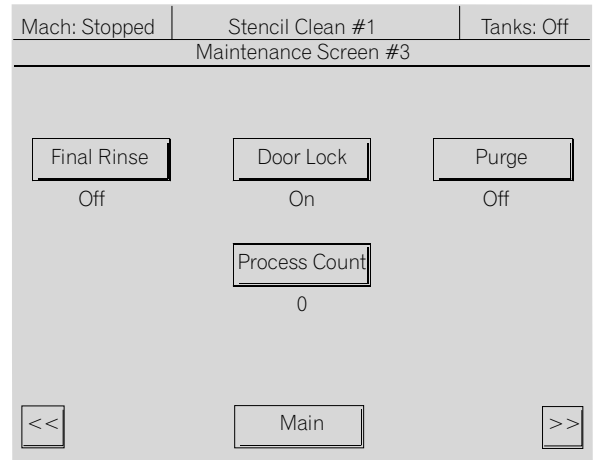 Mach: Stopped Stencil Clean #1 Tanks: Off
Maintenance Screen #3
Final Rinse Door Lock Purge
Off On Off
Process Count
0
<< Main >>